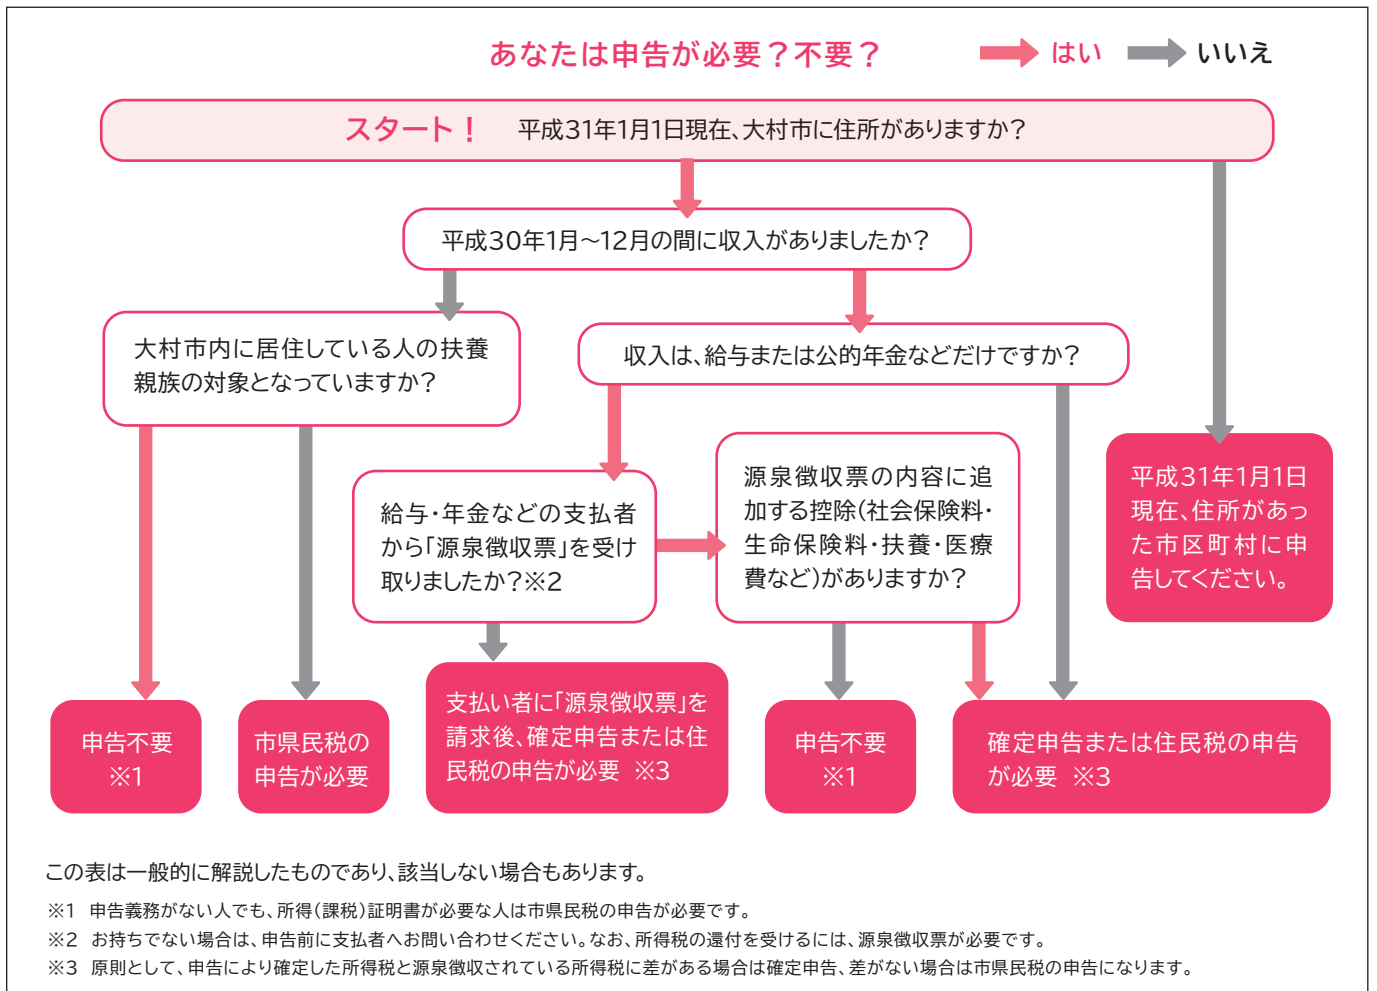 あなたは申告が必要？不要？
はい
いいえ
スタート！ 平成31年1月1日現在、大村市に住所がありますか？
平成30年1月～12月の間に収入がありましたか？
大村市内に居住している人の扶養
親族の対象となっていますか？
収入は、給与または公的年金などだけですか？
給与・年金などの支払者
から「源泉徴収票」を受け
取りましたか？※2
源泉徴収票の内容に追
加する控除（社会保険料・
生命保険料・扶養・医療
費など）がありますか？
平成31年1月1日
現在、住所があっ
た市区町村に申
告してください。
申告不要
※1
市県民税の
申告が必要
支払い者に「源泉徴収票」を
請求後、確定申告または住
民税の申告が必要 ※3
申告不要
※1
確定申告または住民税の申告
が必要 ※3
この表は一般的に解説したものであり、該当しない場合もあります。
※1 申告義務がない人でも、所得（課税）証明書が必要な人は市県民税の申告が必要です。
※2 お持ちでない場合は、申告前に支払者へお問い合わせください。なお、所得税の還付を受けるには、源泉徴収票が必要です。
※3 原則として、申告により確定した所得税と源泉徴収されている所得税に差がある場合は確定申告、差がない場合は市県民税の申告になります。